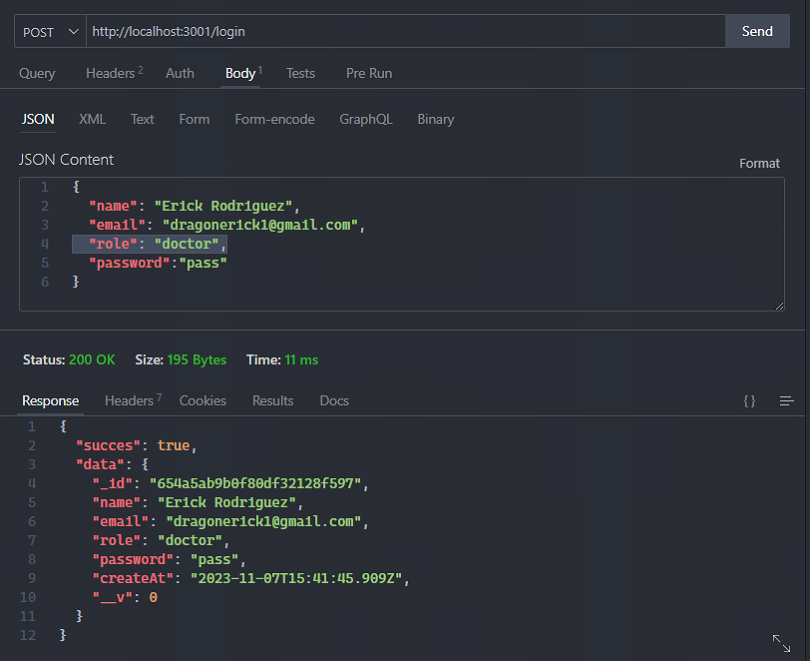 POST http://localhost:3001/login Send
Query Headers 2 Auth Body 1 Tests Pre Run
JSON XML Text Form Form-encode GraphQL Binary
JSON Content
Format
1 {
2 "name": "Erick Rodriguez",
3 "email": "dragonerick1@gmail.com",
4 "role": "doctor",
5 "password":"pass"
6 }
Status: 200 OK Size: 195 Bytes Time: 11 ms
Response Headers 7 Cookies Results Docs { }
1 {
2 "succes": true,
3 "data": {
4 "_id": "654a5ab9b0f80df32128f597",
5 "name": "Erick Rodriguez",
6 "email": "dragonerick1@gmail.com",
7 "role": "doctor",
8 "password": "pass",
9 "createAt": "2023-11-07T15:41:45.909Z",
10 "__v": 0
11 }
12 }